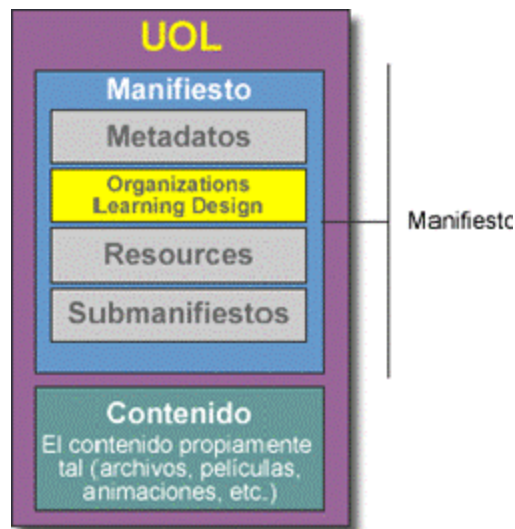 UOL
Manifiesto
Metadatos
Organizations
Learning Design
Resources
Submanifiestos
Manifiesto
Contenido
El contenido propiamente
tal (archivos, películas,
animaciones, etc.)